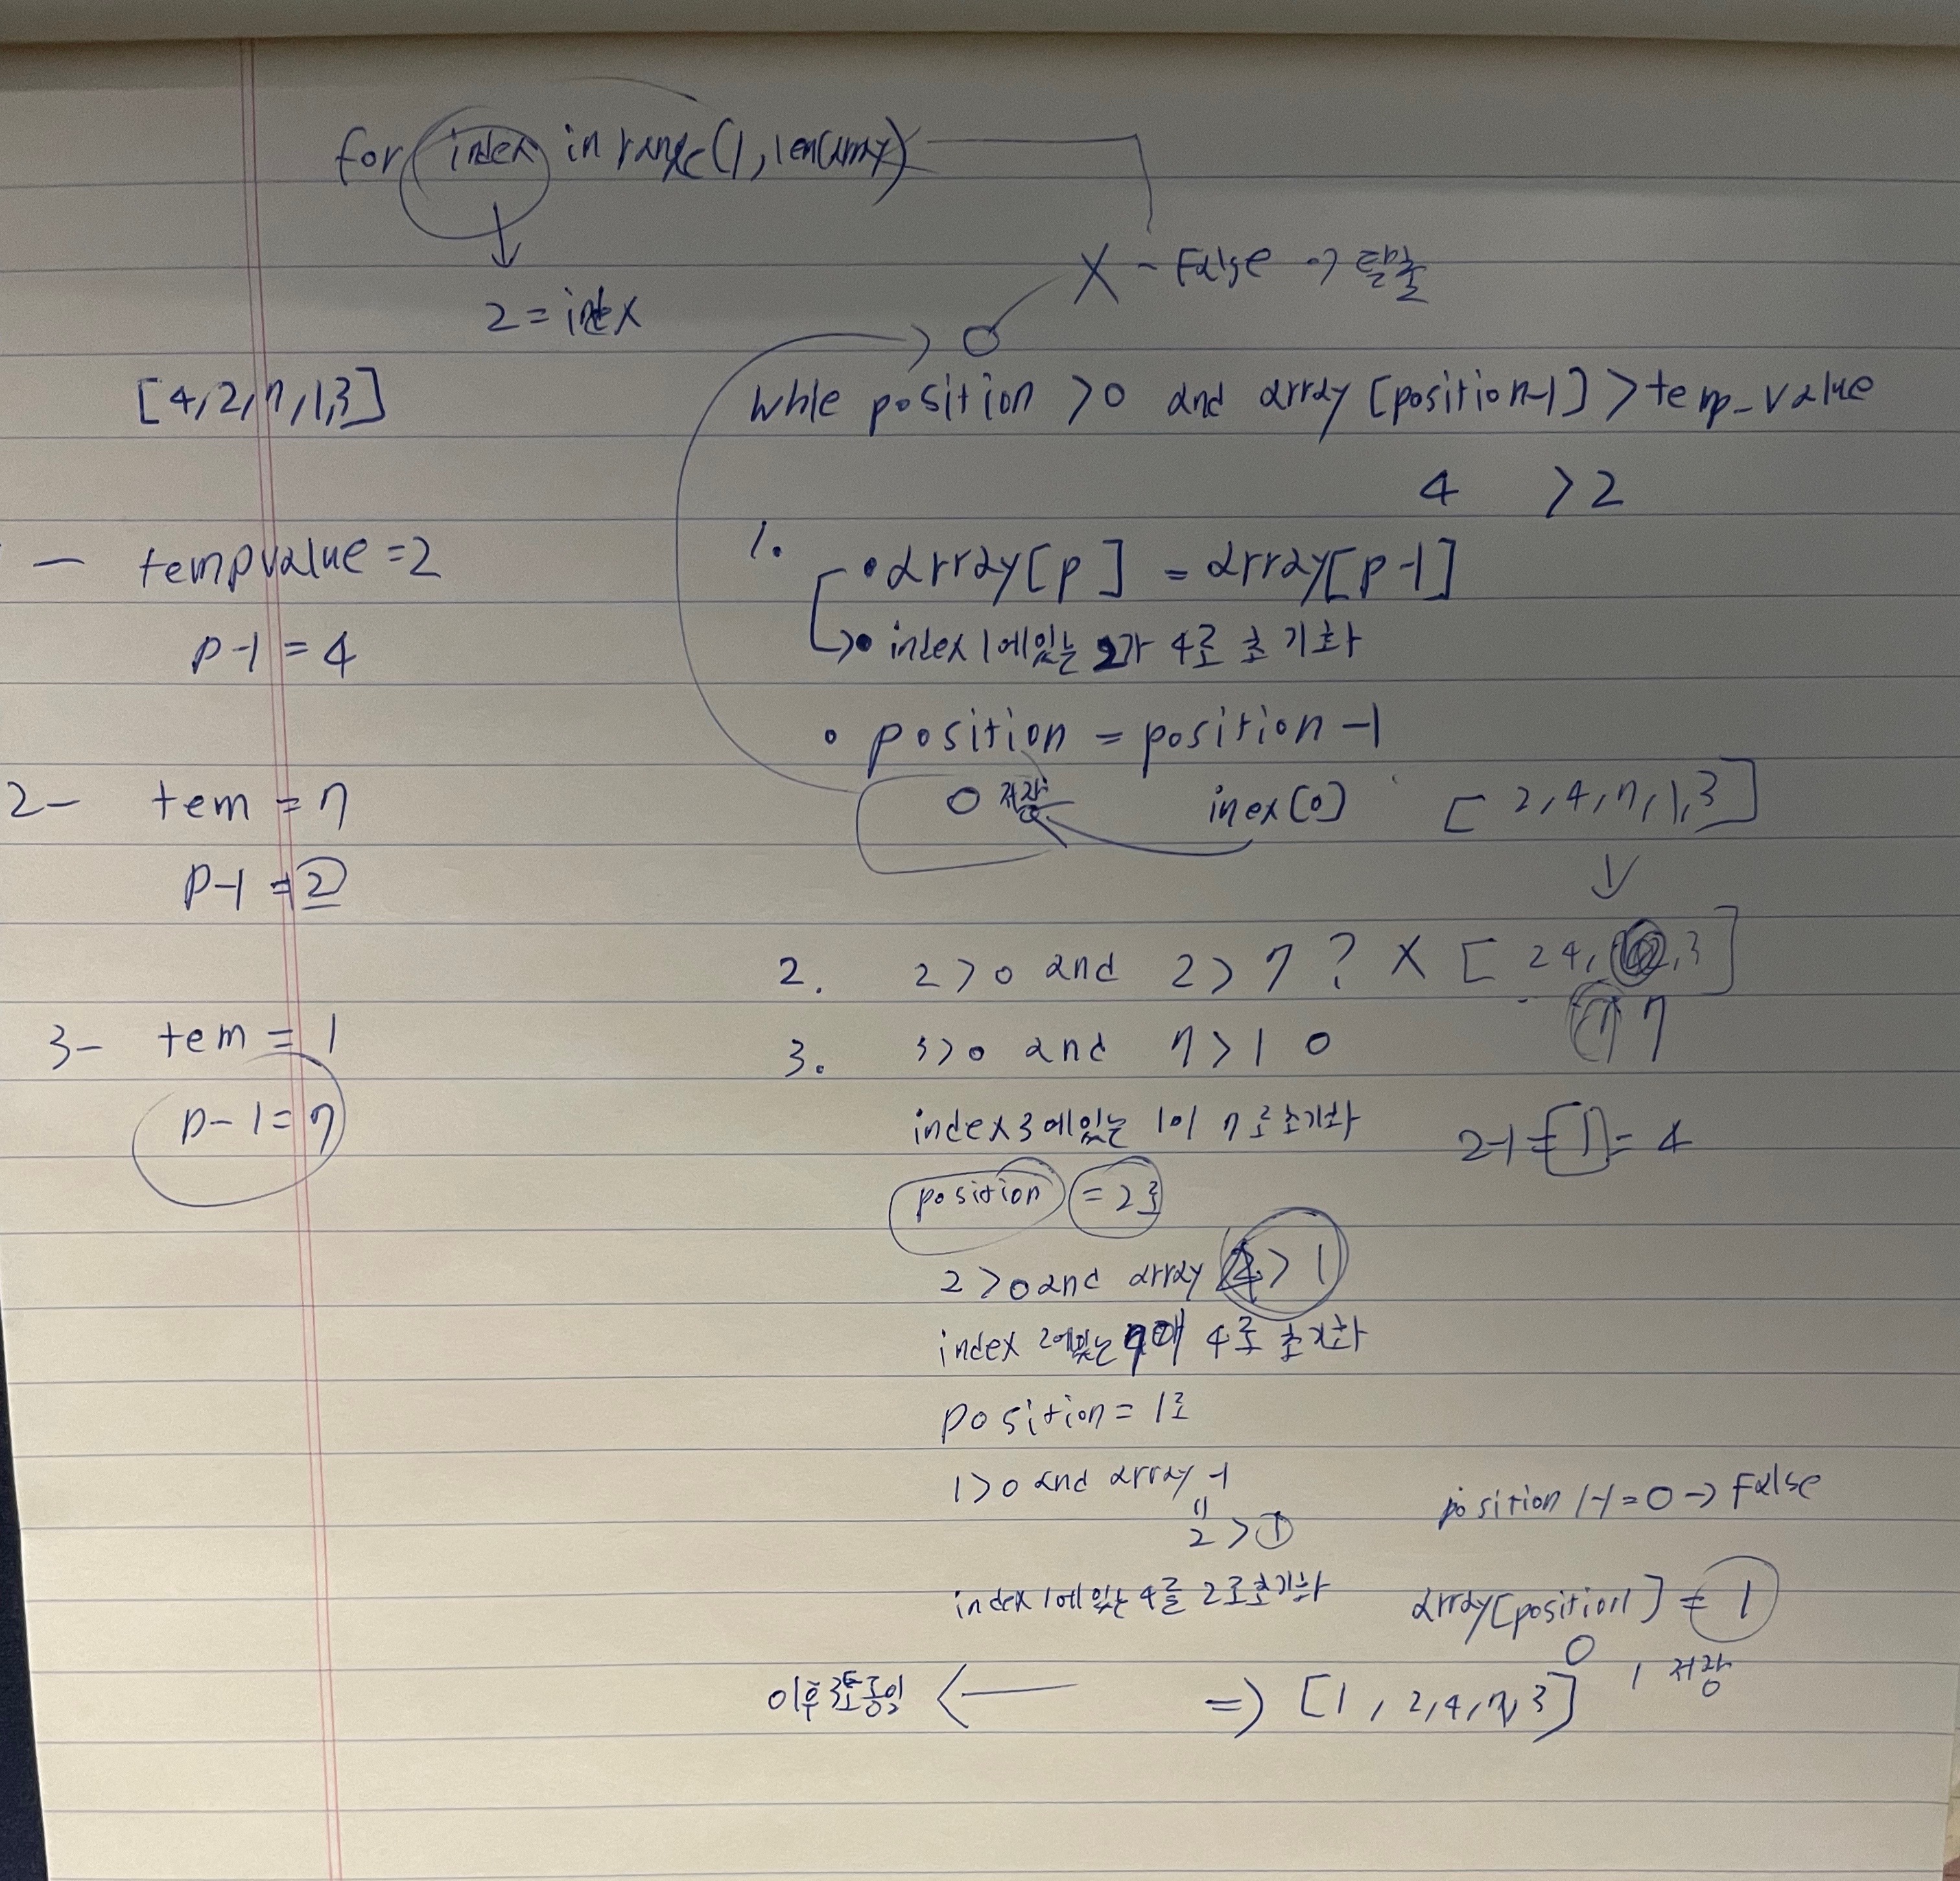 for index in range(1, len(array)
2 = index
X - False → 탈출
[4,2,7,1,3]
while position >0 and array [position-1] > temp_value
4 > 2
- tempvalue = 2
p-1 = 4
1.
• array[p] = array[p-1]
• index 1에있는 2가 4로 초기화
• position = position -1
0 저장 inex[0] [2,4,7,1,3]
2- tem = 7
p-1 = 2
2. 2>0 and 2>7 ? X [24, ,3]
7 7
3- tem = 1
p-1 = 7
3. 3>0 and 7>1 0
index 3에있는 1이 7로 초기화
2-1 = 1 = 4
position = 2로
2>0 and array 4 > 1
index 2에있는 4로 초기화
position = 1로
1>0 and array -1
"
2 > 1
position 1-1=0 → False
index 1에 있는 4를 2로초기화
array[position] = 1
0
1 저장
=> [1, 2,4,7,3]
이후 3도 동일